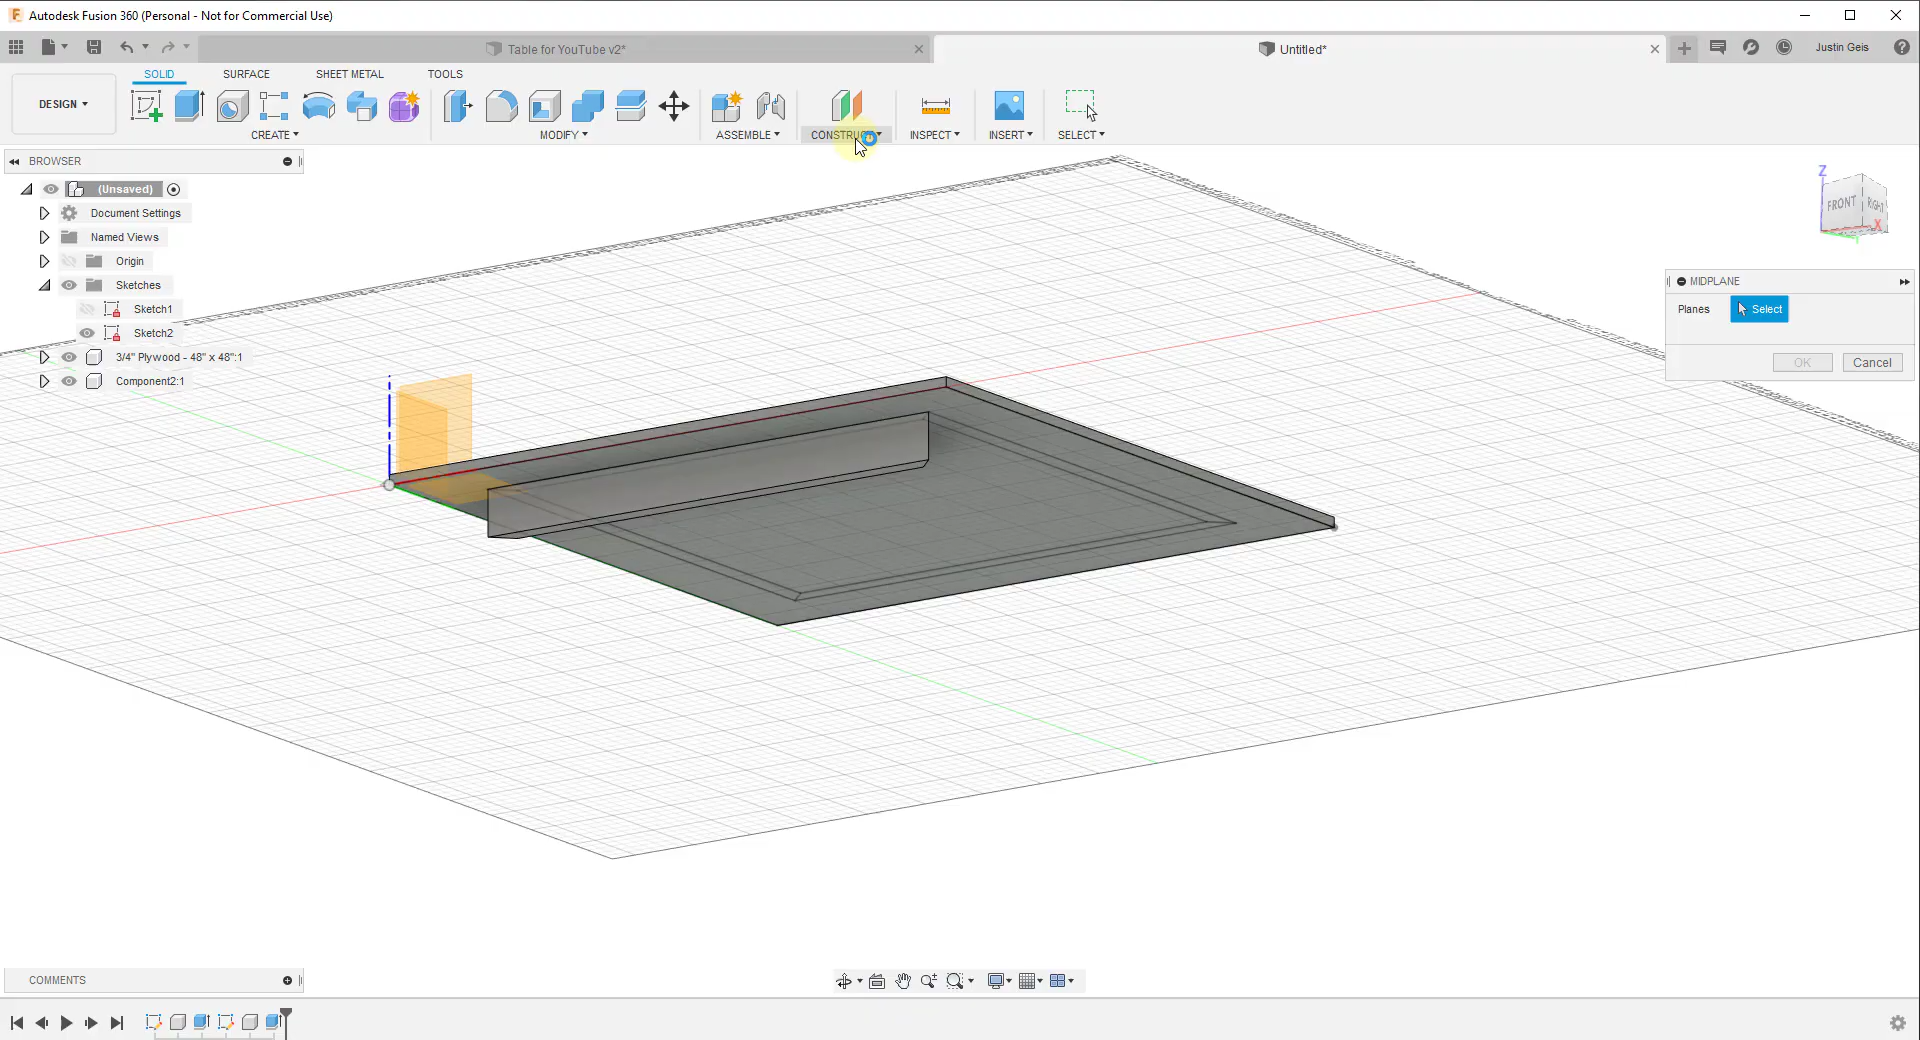 Autodesk Fusion 360 (Personal - Not for Commercial Use)
Table for YouTube v2*
Untitled*
Justin Geis
SOLID
SURFACE
SHEET METAL
TOOLS
DESIGN
CREATE
MODIFY
ASSEMBLE
INSPECT
INSERT
SELECT
BROWSER
(Unsaved)
Document Settings
Named Views
Origin
Sketches
Sketch1
Sketch2
3/4" Plywood - 48" x 48":1
Component2:1
Z
FRONT
RIGHT
X
MIDPLANE
Planes
Select
OK
Cancel
COMMENTS